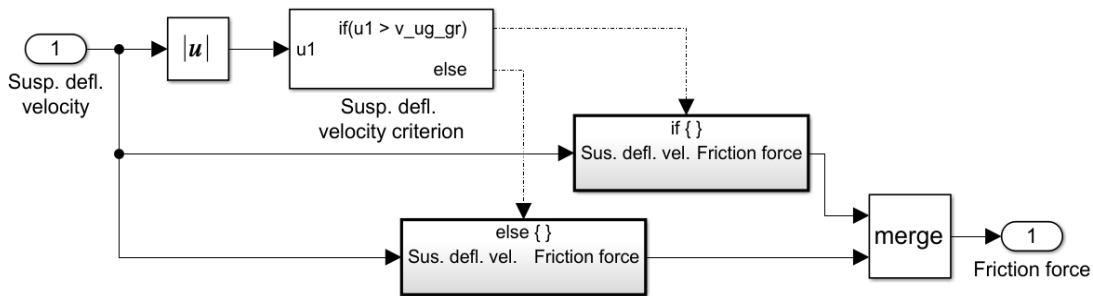 1
Susp. defl.
velocity
|u|
u1
if(u1 > v_ug_gr)
else
Susp. defl.
velocity criterion
if { }
Sus. defl. vel. Friction force
else { }
Sus. defl. vel. Friction force
merge
1
Friction force